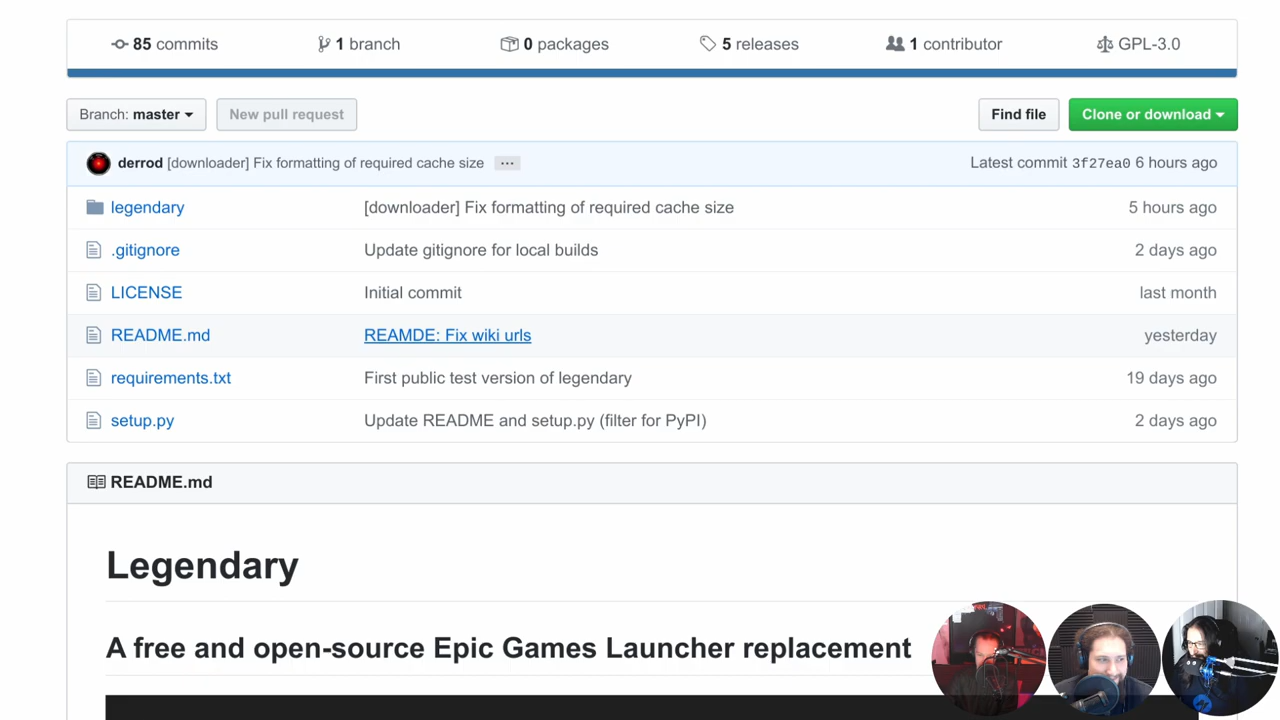 85 commits 1 branch 0 packages 5 releases 1 contributor GPL-3.0
Branch: master New pull request Find file Clone or download
derrod [downloader] Fix formatting of required cache size ... Latest commit 3f27ea0 6 hours ago
legendary [downloader] Fix formatting of required cache size 5 hours ago
.gitignore Update gitignore for local builds 2 days ago
LICENSE Initial commit last month
README.md REAMDE: Fix wiki urls yesterday
requirements.txt First public test version of legendary 19 days ago
setup.py Update README and setup.py (filter for PyPI) 2 days ago
README.md
Legendary
A free and open-source Epic Games Launcher replacement